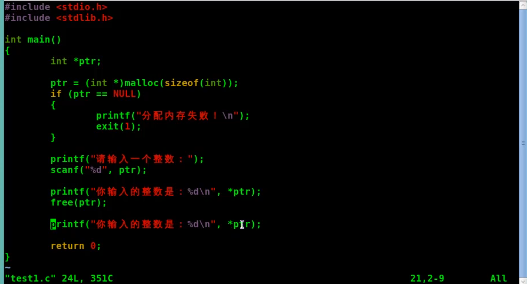 #include <stdio.h>
#include <stdlib.h>
int main()
{
int *ptr;
ptr = (int *)malloc(sizeof(int));
if (ptr == NULL)
{
printf("分配内存失败！\n");
exit(1);
}
printf("请输入一个整数：");
scanf("%d", ptr);
printf("你输入的整数是：%d\n", *ptr);
free(ptr);
printf("你输入的整数是：%d\n", *ptr);
return 0;
}
~
"test1.c" 24L, 351C 21,2-9 All